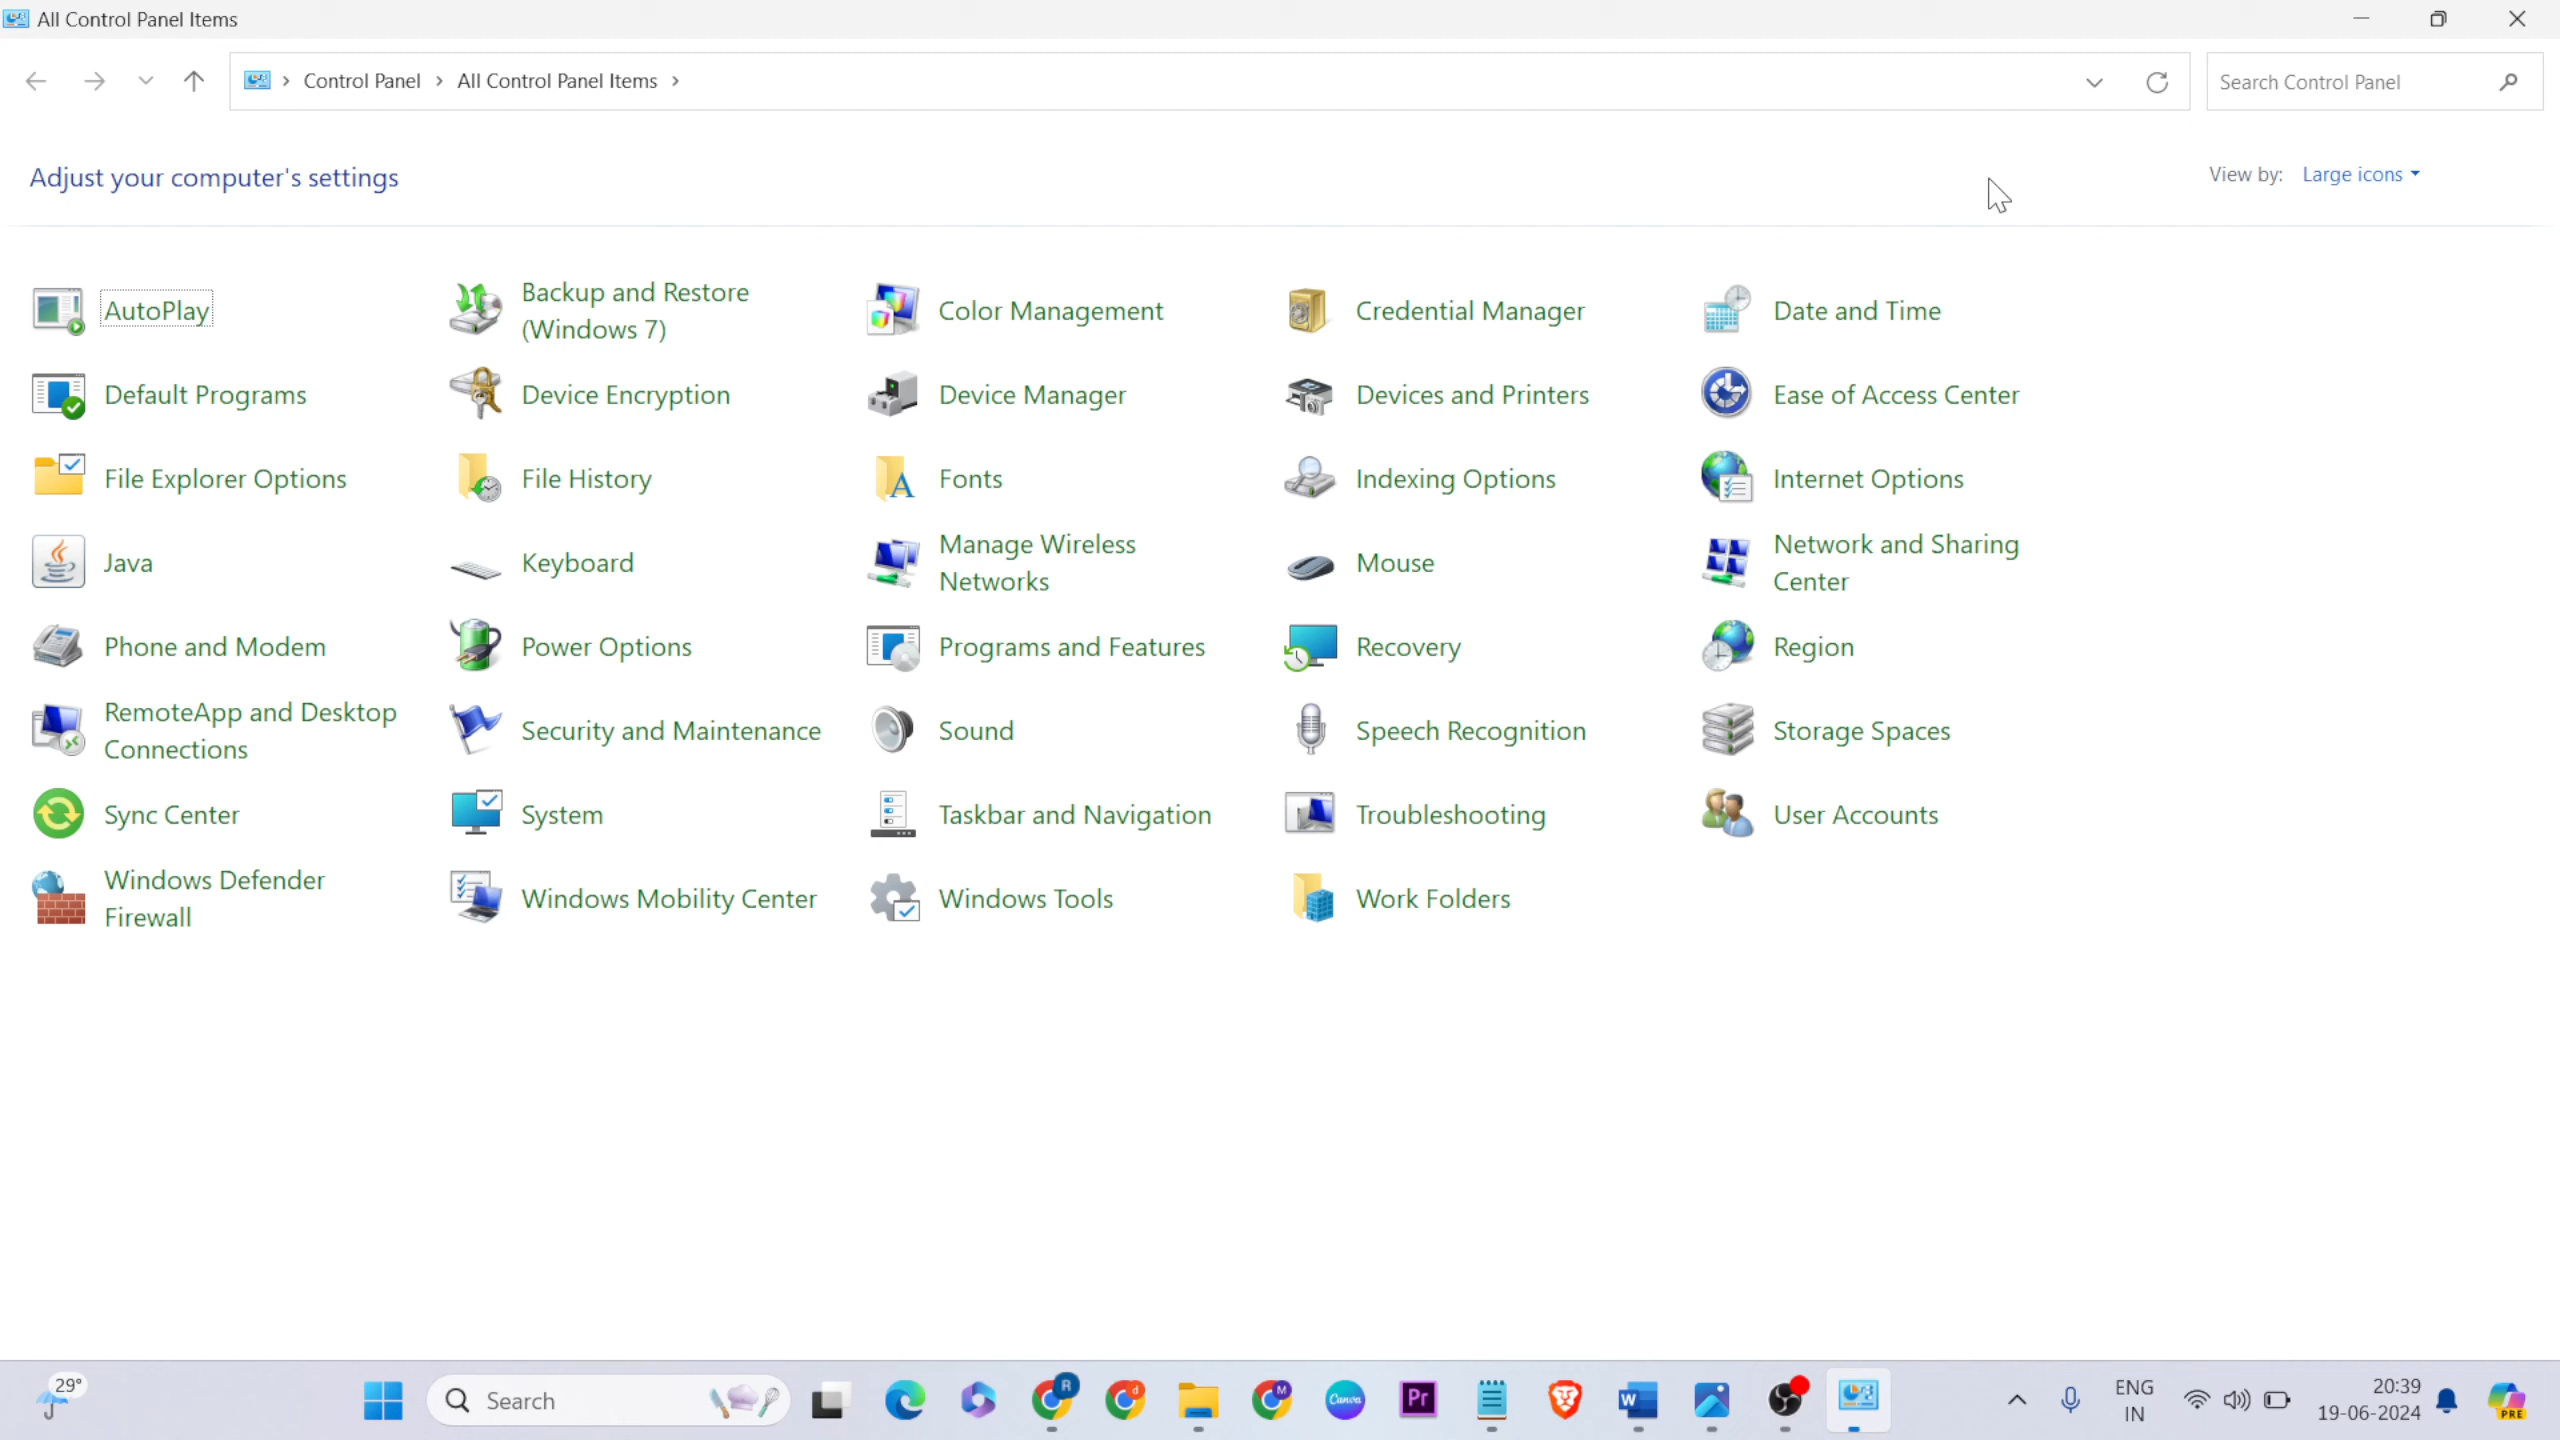 All Control Panel Items
Control Panel › All Control Panel Items ›
Search Control Panel
Adjust your computer's settings
View by: Large icons
AutoPlay
Backup and Restore
(Windows 7)
Color Management
Credential Manager
Date and Time
Default Programs
Device Encryption
Device Manager
Devices and Printers
Ease of Access Center
File Explorer Options
File History
Fonts
Indexing Options
Internet Options
Java
Keyboard
Manage Wireless
Networks
Mouse
Network and Sharing
Center
Phone and Modem
Power Options
Programs and Features
Recovery
Region
RemoteApp and Desktop
Connections
Security and Maintenance
Sound
Speech Recognition
Storage Spaces
Sync Center
System
Taskbar and Navigation
Troubleshooting
User Accounts
Windows Defender
Firewall
Windows Mobility Center
Windows Tools
Work Folders
29°
Search
R
d
M
Canva
Pr
W
ENG
IN
20:39
19-06-2024
PRE